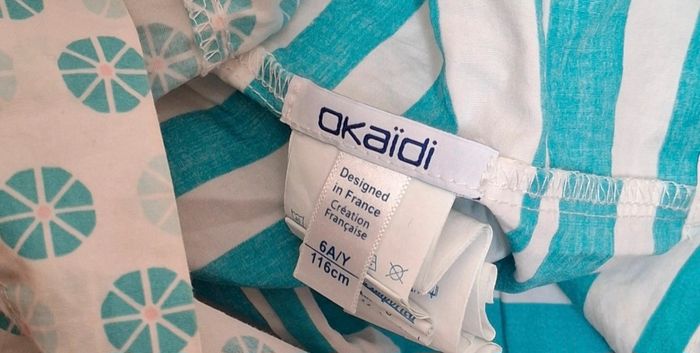 OKaïdi
Designed
in France
Création
Française
6A/Y
116cm